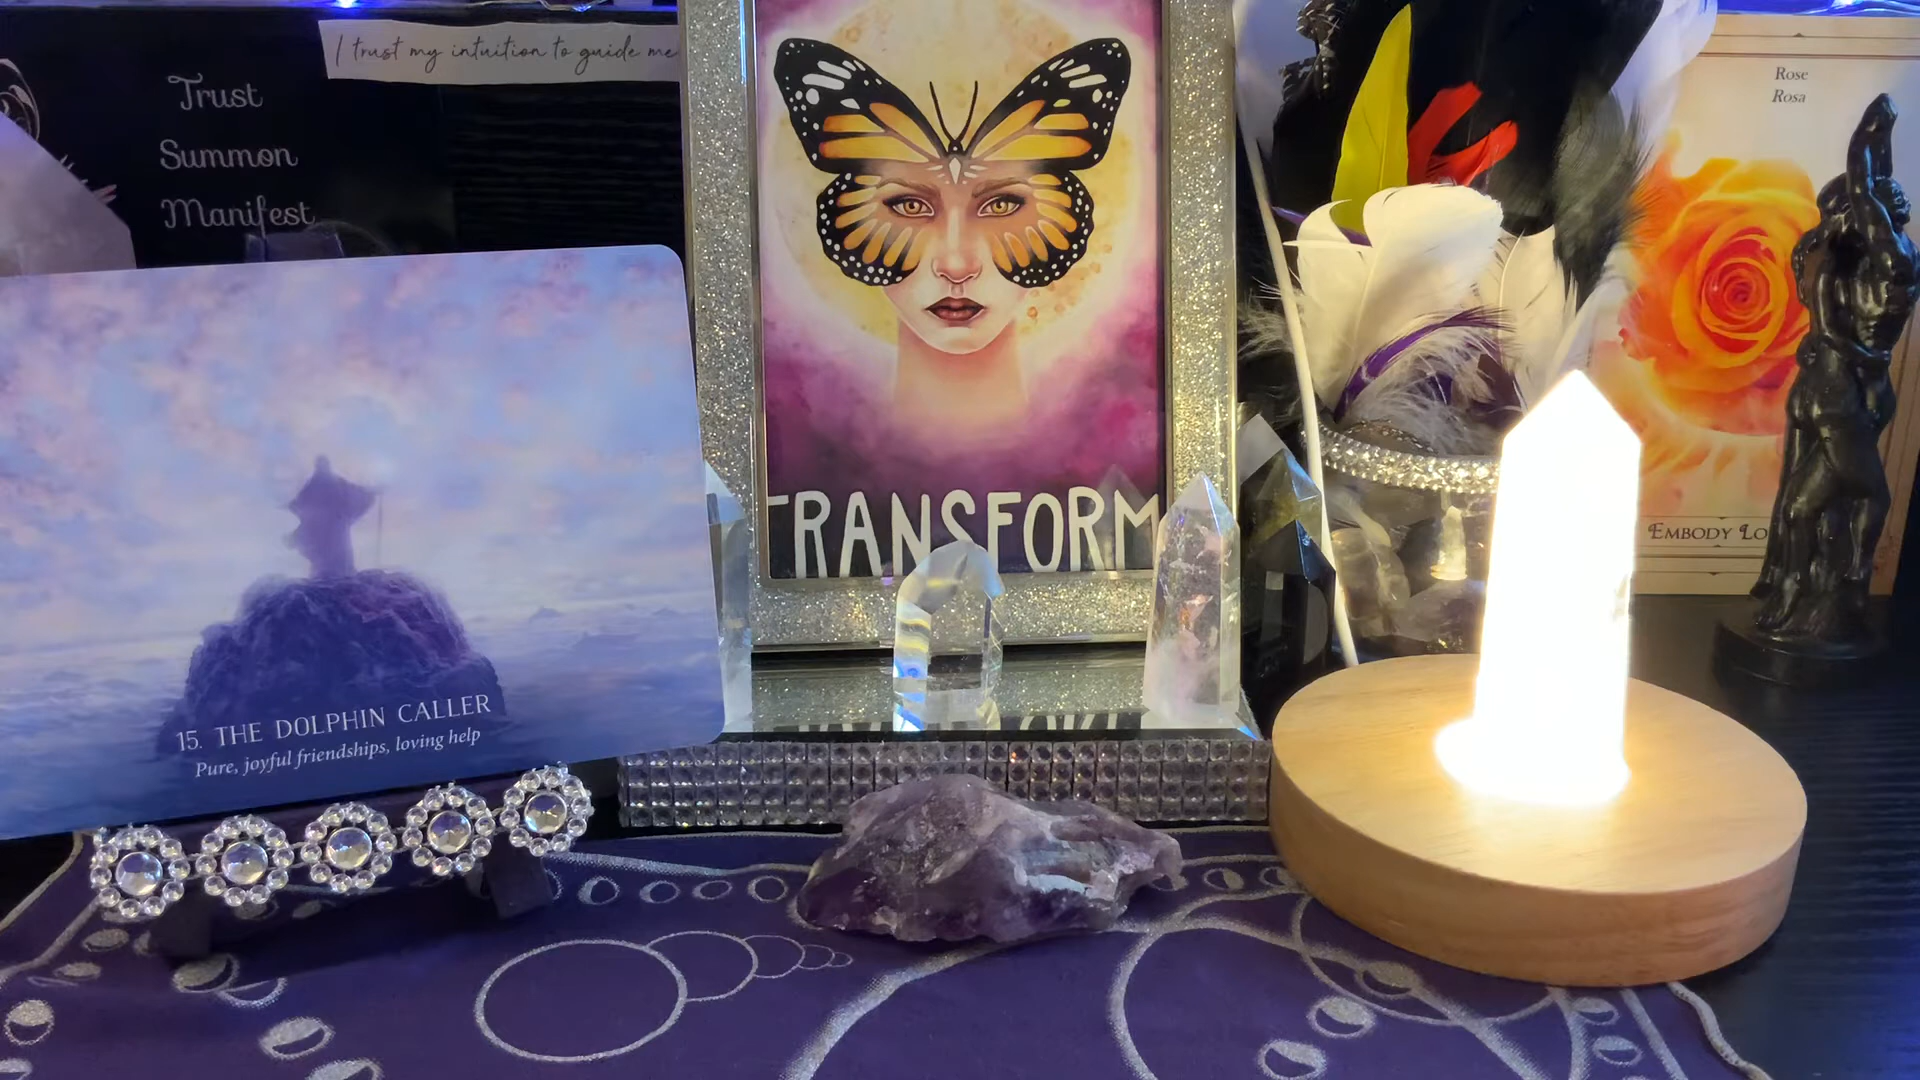 I trust my intuition to guide me
Trust
Summon
Manifest
15. THE DOLPHIN CALLER
Pure, joyful friendships, loving help
TRANSFORM
Rose
Rosa
EMBODY